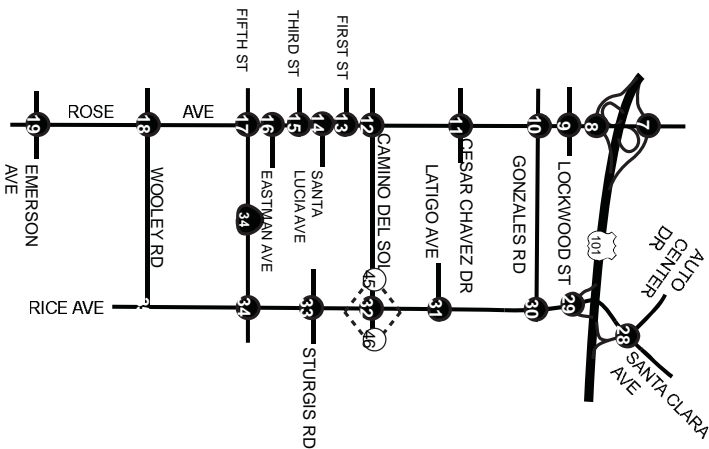 FIFTH ST
THIRD ST
FIRST ST
ROSE AVE
19
18
17
16
15
14
13
12
11
10
9
8
7
EMERSON
AVE
WOOLEY RD
EASTMAN AVE
SANTA
LUCIA AVE
CAMINO DEL SOL
LATIGO AVE
CESAR CHAVEZ DR
GONZALES RD
LOCKWOOD ST
101
AUTO
CENTER
DR
34
45
RICE AVE
34
33
32
31
30
29
28
46
STURGIS RD
SANTA CLARA
AVE